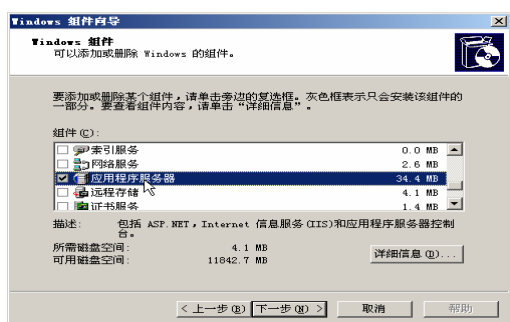 Windows 组件向导
Windows 组件
可以添加或删除 Windows 的组件。
要添加或删除某个组件，请单击旁边的复选框。灰色框表示只会安装该组件的
一部分。要查看组件内容，请单击“详细信息”。
组件(C):
索引服务 0.0 MB
网络服务 2.6 MB
应用程序服务器 34.4 MB
远程存储 4.1 MB
证书服务 1.4 MB
描述: 包括 ASP.NET，Internet 信息服务(IIS)和应用程序服务器控制
台。
所需磁盘空间: 4.1 MB
可用磁盘空间: 11842.7 MB
详细信息(D)...
< 上一步(B) 下一步(N) > 取消 帮助